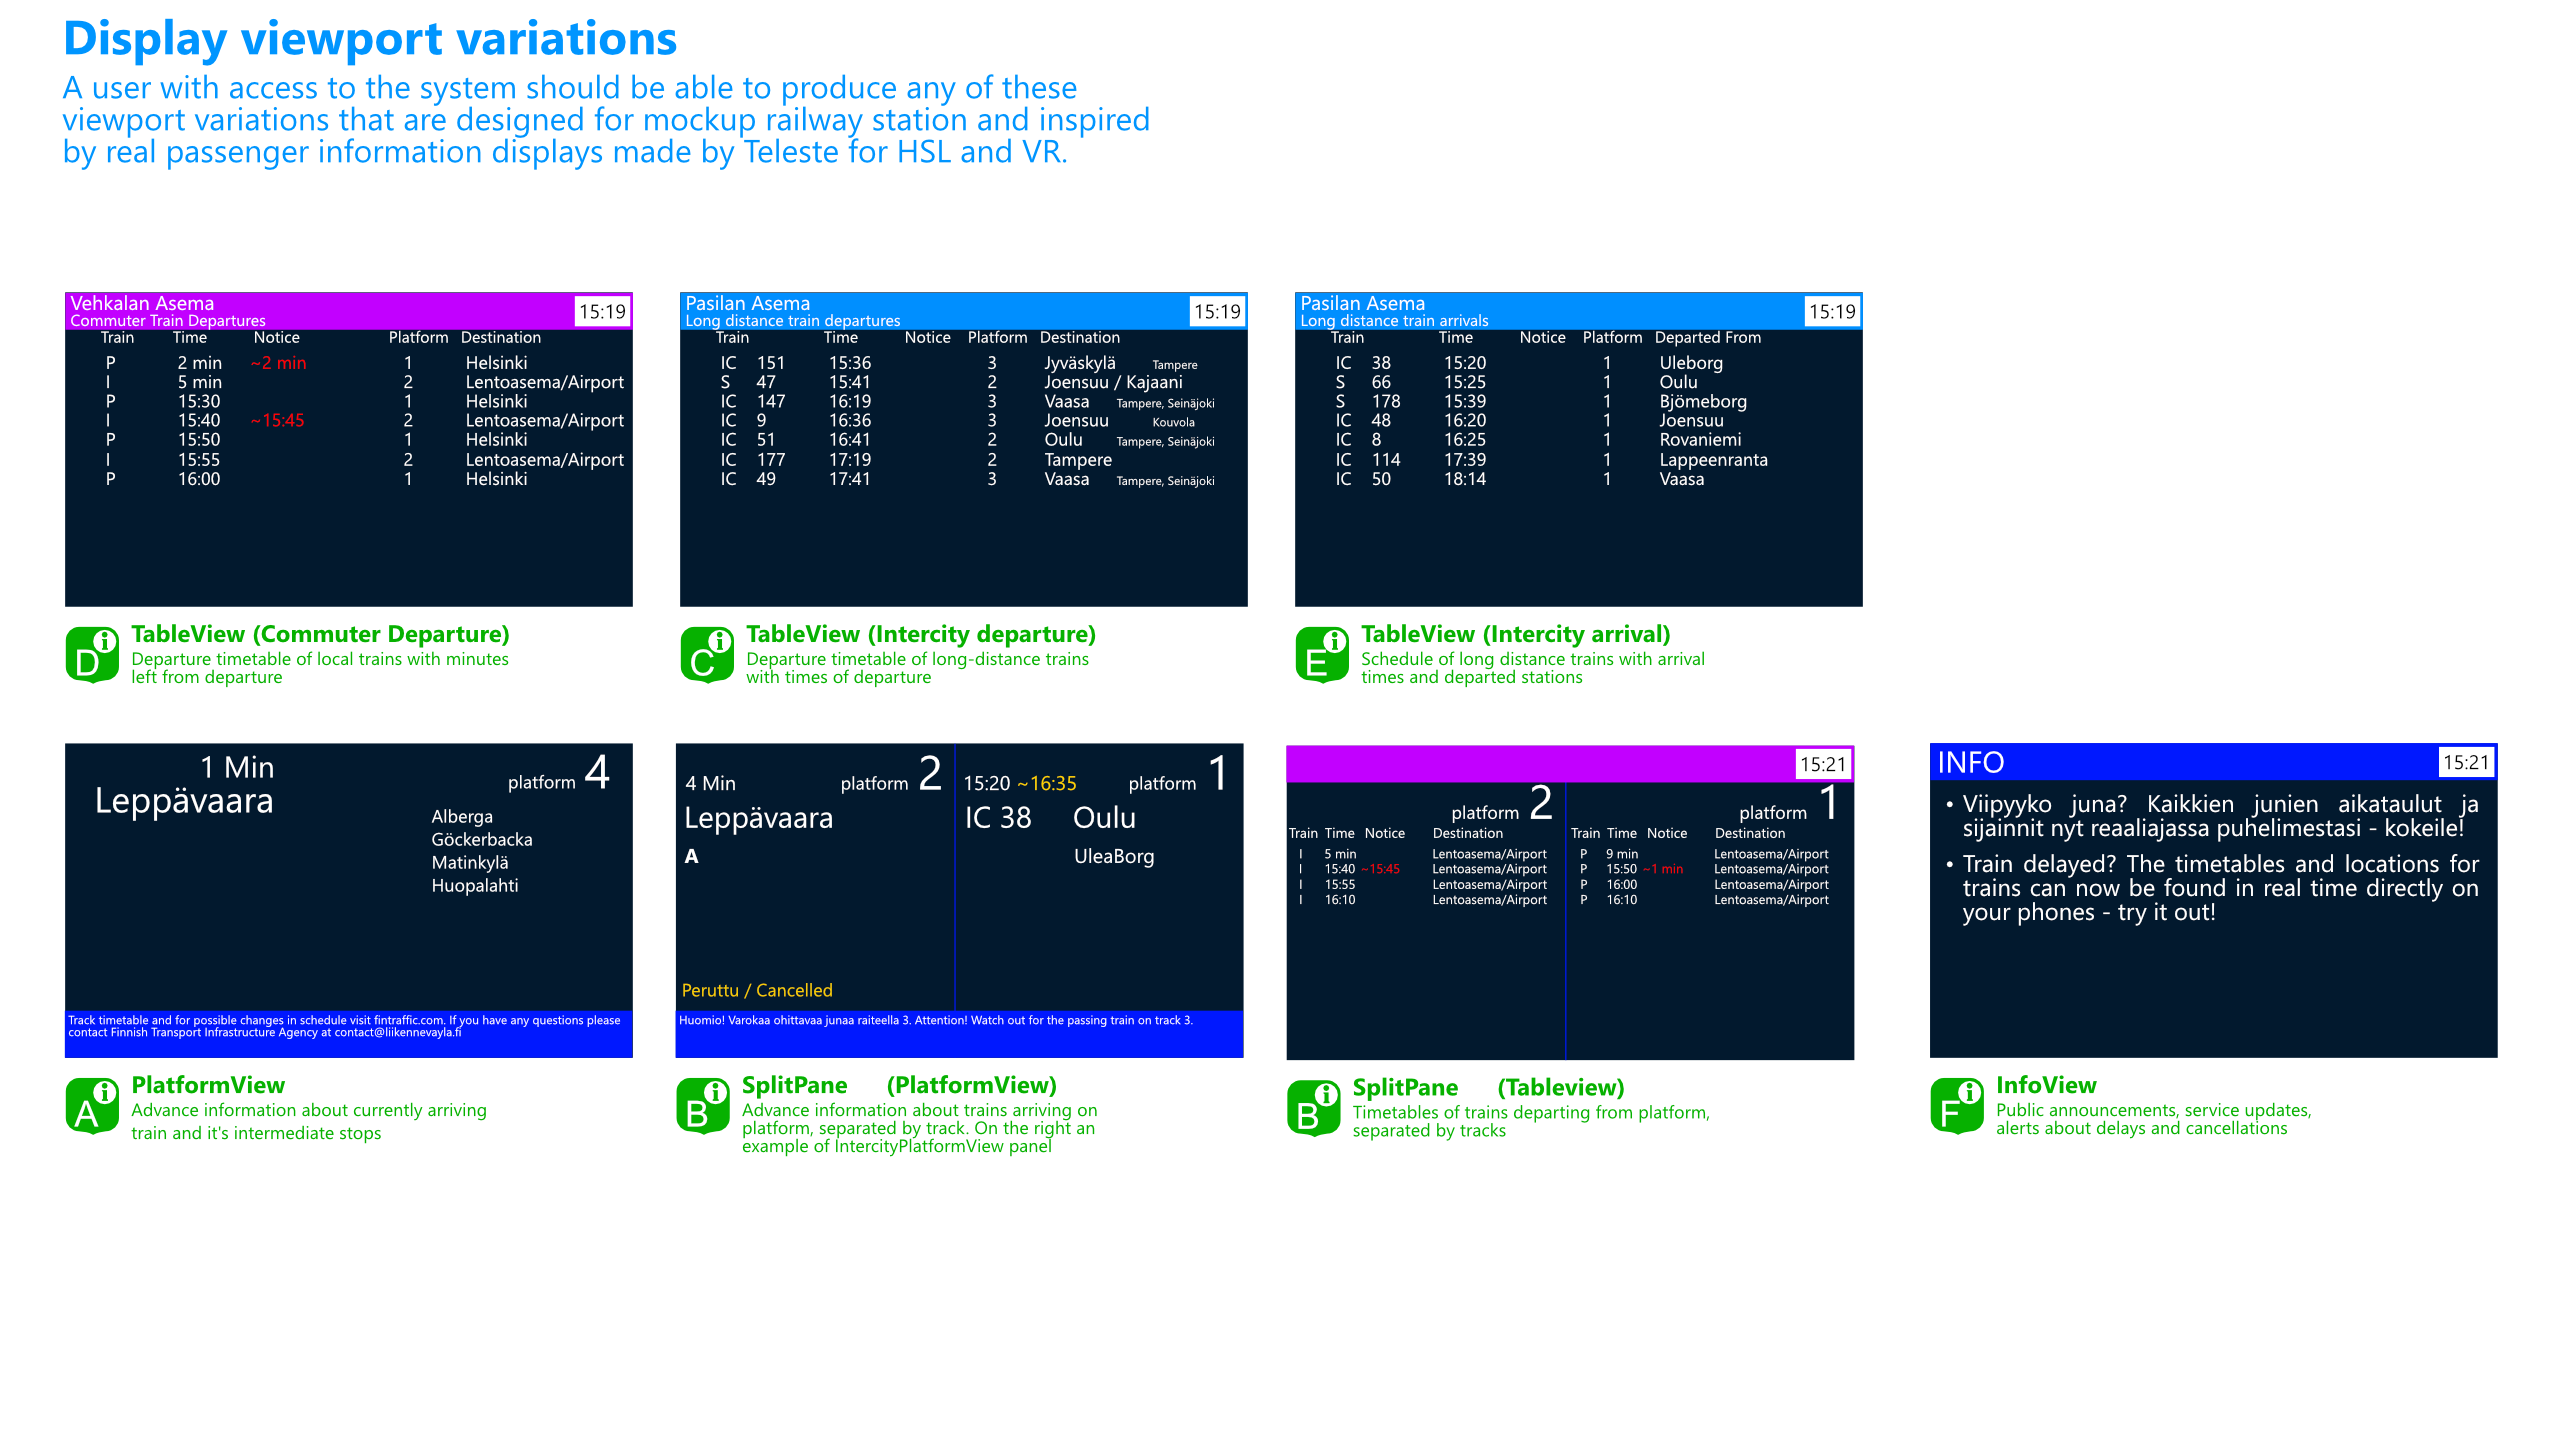 Display viewport variations
A user with access to the system should be able to produce any of these
viewport variations that are designed for mockup railway station and inspired
by real passenger information displays made by Teleste for HSL and VR.
Vehkalan Asema
Commuter Train Departures
15:19
Train Time Notice Platform Destination
P 2 min ~2 min 1 Helsinki
I 5 min 2 Lentoasema/Airport
P 15:30 1 Helsinki
I 15:40 ~15:45 2 Lentoasema/Airport
P 15:50 1 Helsinki
I 15:55 2 Lentoasema/Airport
P 16:00 1 Helsinki
D i
TableView (Commuter Departure)
Departure timetable of local trains with minutes
left from departure
Pasilan Asema
Long distance train departures
15:19
Train Time Notice Platform Destination
IC 151 15:36 3 Jyväskylä Tampere
S 47 15:41 2 Joensuu / Kajaani
IC 147 16:19 3 Vaasa Tampere, Seinäjoki
IC 9 16:36 3 Joensuu Kouvola
IC 51 16:41 2 Oulu Tampere, Seinäjoki
IC 177 17:19 2 Tampere
IC 49 17:41 3 Vaasa Tampere, Seinäjoki
C i
TableView (Intercity departure)
Departure timetable of long-distance trains
with times of departure
Pasilan Asema
Long distance train arrivals
15:19
Train Time Notice Platform Departed From
IC 38 15:20 1 Uleborg
S 66 15:25 1 Oulu
S 178 15:39 1 Bjömeborg
IC 48 16:20 1 Joensuu
IC 8 16:25 1 Rovaniemi
IC 114 17:39 1 Lappeenranta
IC 50 18:14 1 Vaasa
E i
TableView (Intercity arrival)
Schedule of long distance trains with arrival
times and departed stations
1 Min
Leppävaara
platform 4
Alberga
Göckerbacka
Matinkylä
Huopalahti
Track timetable and for possible changes in schedule visit fintraffic.com. If you have any questions please
contact Finnish Transport Infrastructure Agency at contact@liikennevayla.fi
A i
PlatformView
Advance information about currently arriving
train and it's intermediate stops
4 Min platform 2
Leppävaara
A
Peruttu / Cancelled
15:20 ~16:35 platform 1
IC 38 Oulu
UleaBorg
Huomio! Varokaa ohittavaa junaa raiteella 3. Attention! Watch out for the passing train on track 3.
B i
SplitPane (PlatformView)
Advance information about trains arriving on
platform, separated by track. On the right an
example of IntercityPlatformView panel
15:21
platform 2
Train Time Notice Destination
I 5 min Lentoasema/Airport
I 15:40 ~15:45 Lentoasema/Airport
I 15:55 Lentoasema/Airport
I 16:10 Lentoasema/Airport
platform 1
Train Time Notice Destination
P 9 min Lentoasema/Airport
P 15:50 ~1 min Lentoasema/Airport
P 16:00 Lentoasema/Airport
P 16:10 Lentoasema/Airport
B i
SplitPane (Tableview)
Timetables of trains departing from platform,
separated by tracks
INFO
15:21
• Viipyyko juna? Kaikkien junien aikataulut ja
sijainnit nyt reaaliajassa puhelimestasi - kokeile!
• Train delayed? The timetables and locations for
trains can now be found in real time directly on
your phones - try it out!
F i
InfoView
Public announcements, service updates,
alerts about delays and cancellations